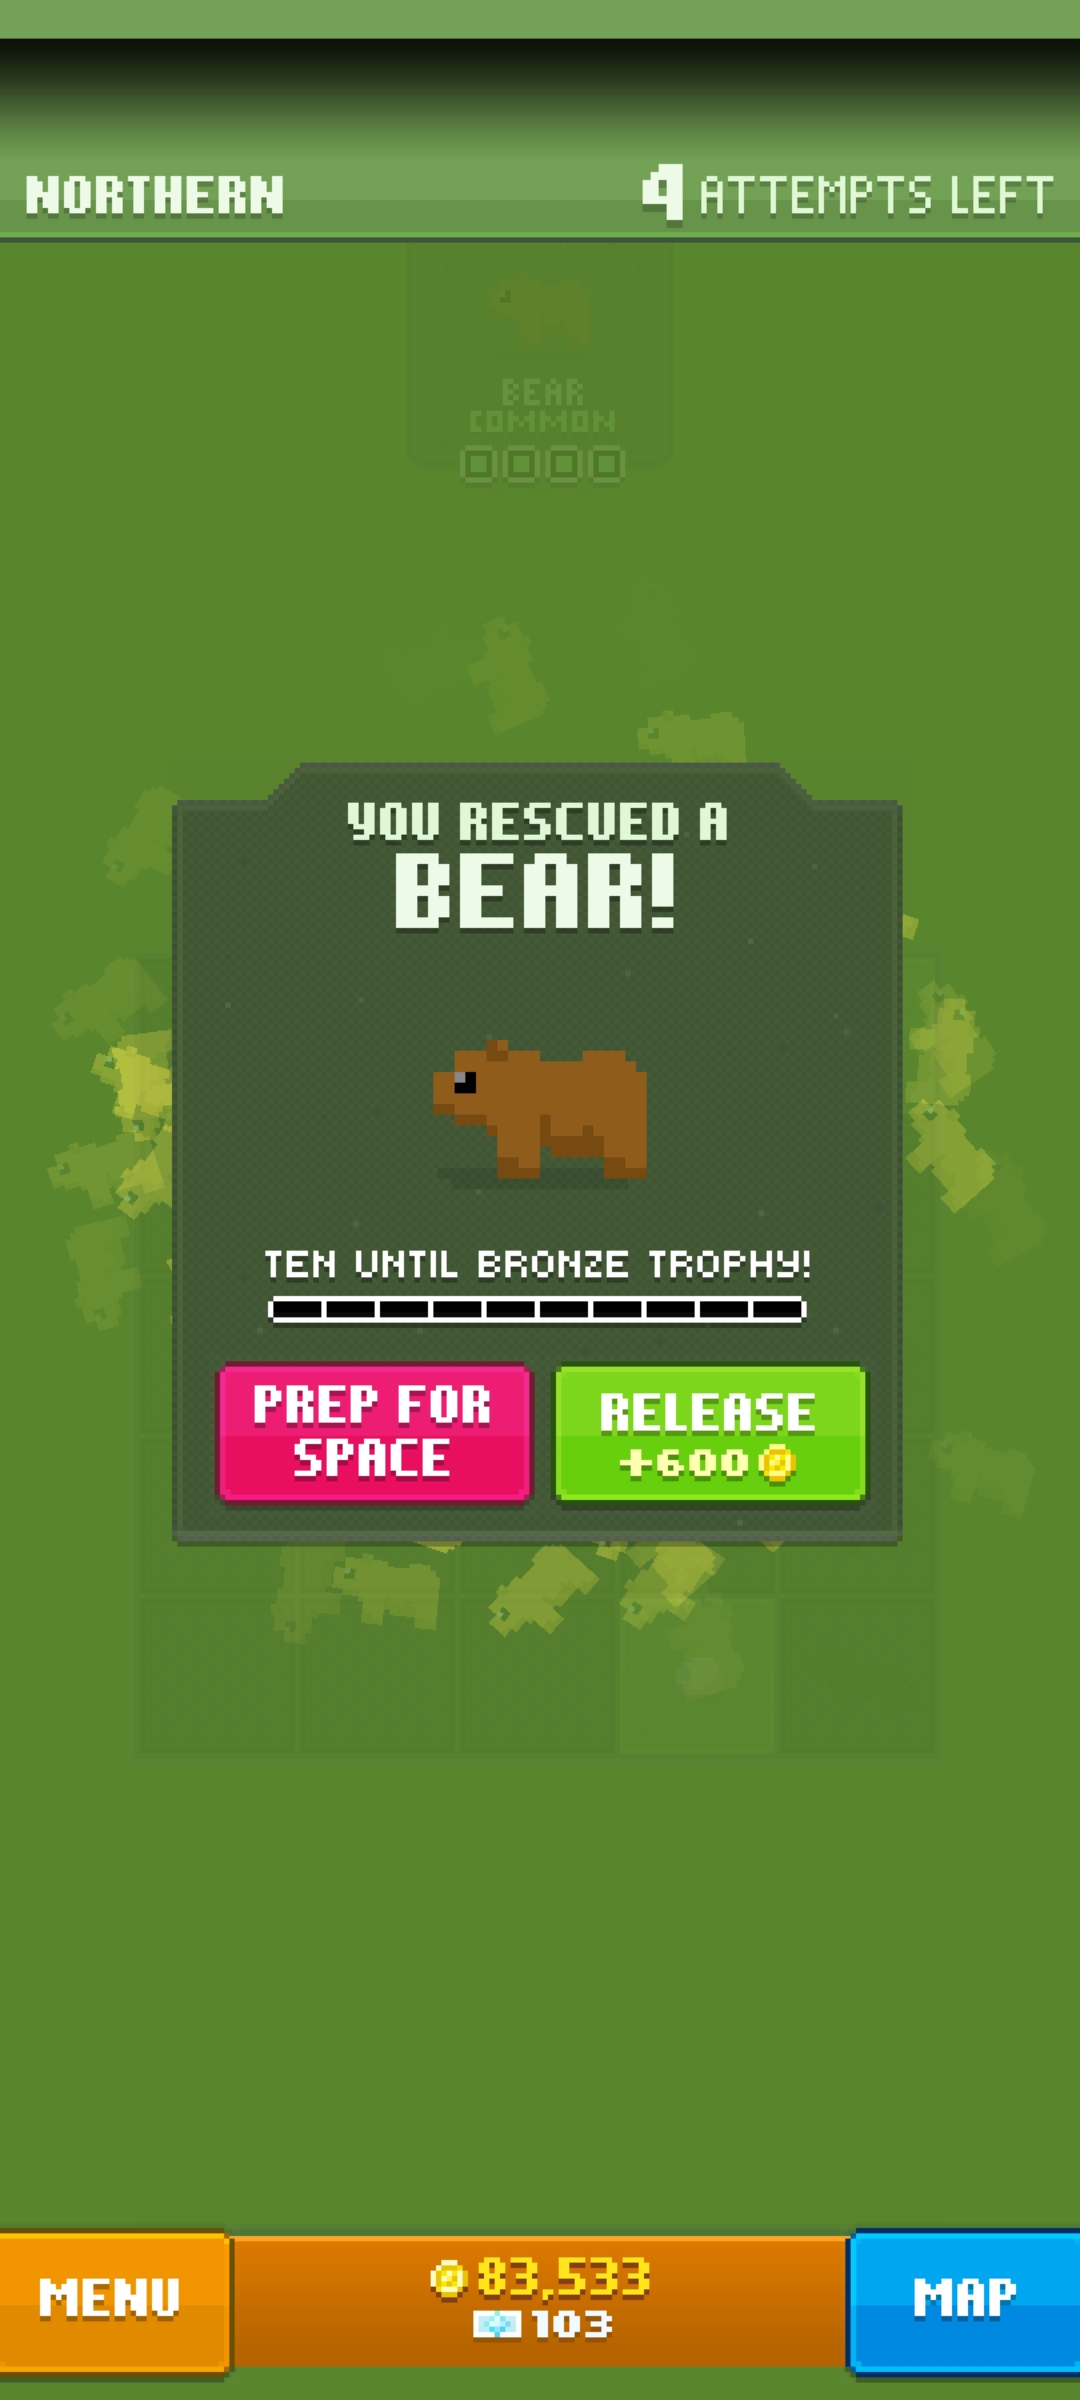 NORTHERN
4 ATTEMPTS LEFT
BEAR
COMMON
YOU RESCUED A
BEAR!
TEN UNTIL BRONZE TROPHY!
PREP FOR
SPACE
RELEASE
+600
MENU
83,533
103
MAP